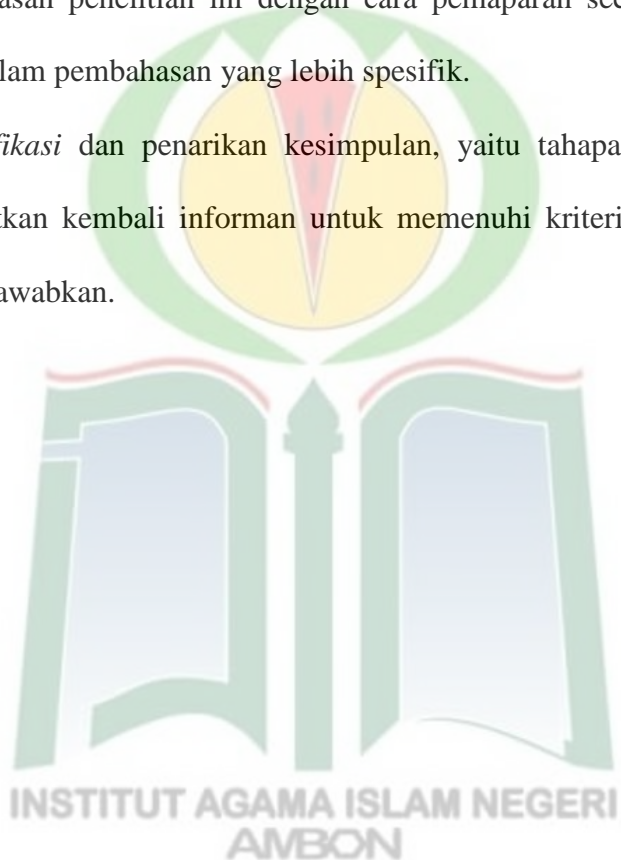 asan penelitian ini dengan cara pemaparan sec
lam pembahasan yang lebih spesifik.
fikasi dan penarikan kesimpulan, yaitu tahapa
tkan kembali informan untuk memenuhi kriteri
awabkan.
INSTITUT AGAMA ISLAM NEGERI
AMBON